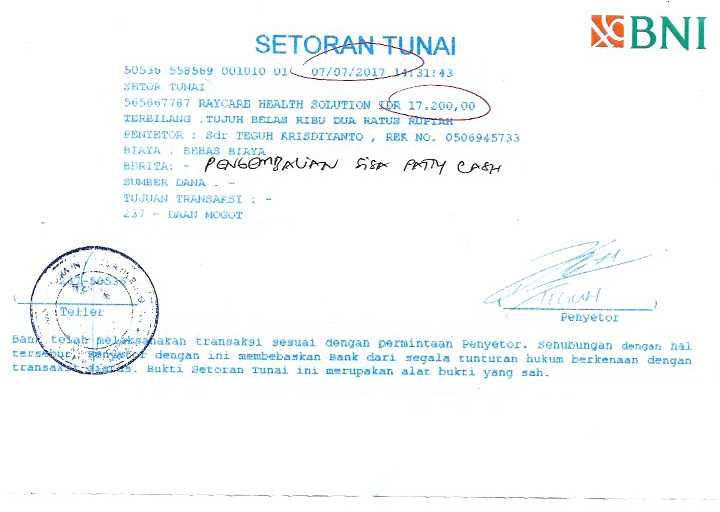 BNI
SETORAN TUNAI
50536 558569 001010 01 07/07/2017 14:31:43
SETOR TUNAI
565667787 RAYCARE HEALTH SOLUTION IDR 17.200,00
TERBILANG :TUJUH BELAS RIBU DUA RATUS RUPIAH
PENYETOR : Sdr TEGUH KRISDIYANTO , REK NO. 0506945733
BIAYA . BEBAS BIAYA
BERITA: - PENGEMBALIAN SISA PATTY CASH
SUMBER DANA . -
TUJUAN TRANSAKSI : -
237 - DAAN MOGOT
Teller
TEGUH
Penyetor
Bank telah melaksanakan transaksi sesuai dengan permintaan Penyetor. Sehubungan dengan hal
tersebut, Penyetor dengan ini membebaskan Bank dari segala tuntutan hukum berkenaan dengan
transaksi diatas. Bukti Setoran Tunai ini merupakan alat bukti yang sah.